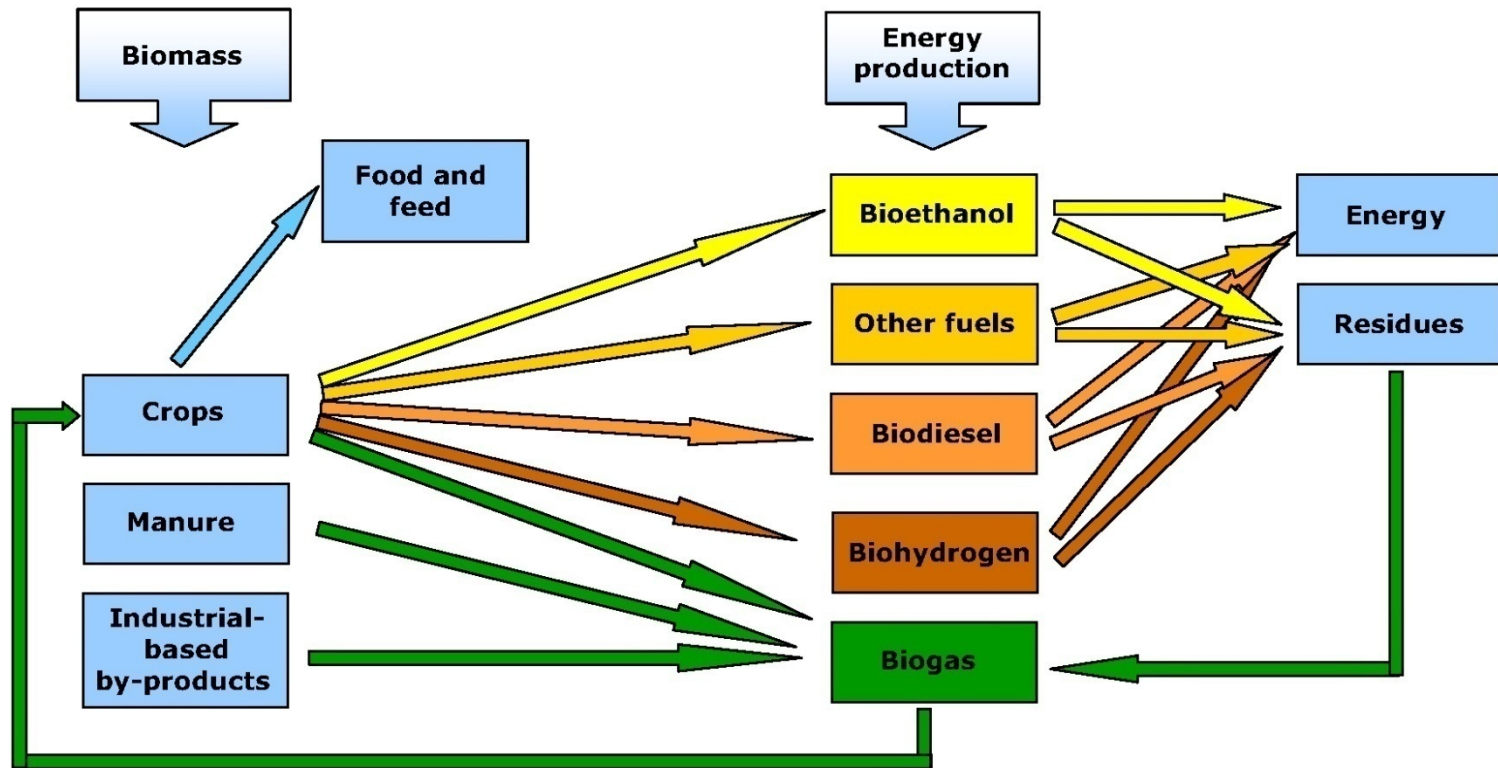 Biomass
Energy
production
Food and
feed
Bioethanol
Energy
Other fuels
Residues
Crops
Biodiesel
Manure
Biohydrogen
Industrial-
based
by-products
Biogas